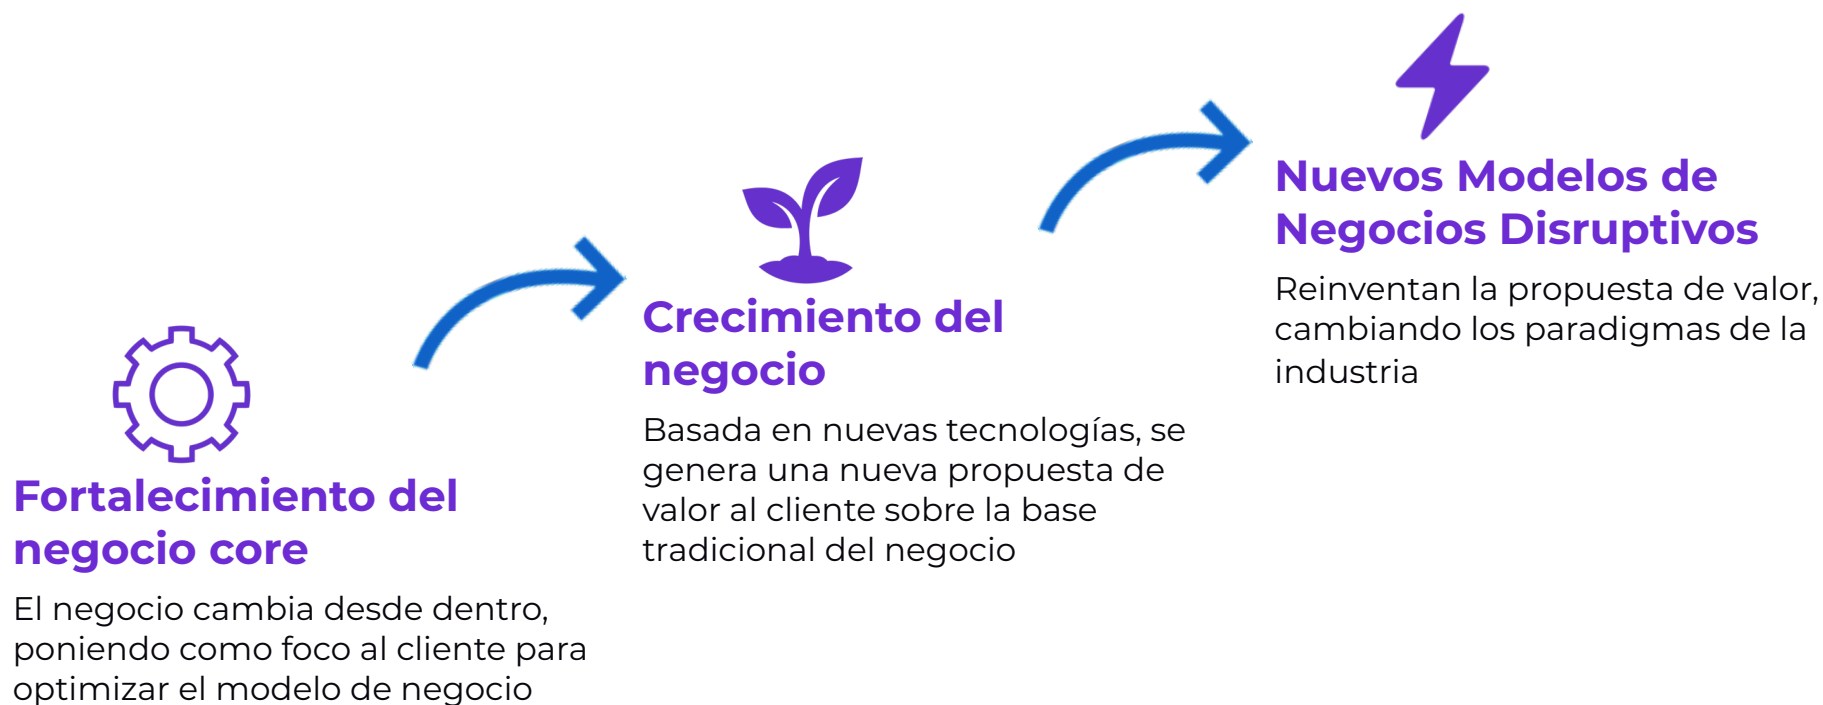 Fortalecimiento del
negocio core
El negocio cambia desde dentro,
poniendo como foco al cliente para
optimizar el modelo de negocio
Crecimiento del
negocio
Basada en nuevas tecnologías, se
genera una nueva propuesta de
valor al cliente sobre la base
tradicional del negocio
Nuevos Modelos de
Negocios Disruptivos
Reinventan la propuesta de valor,
cambiando los paradigmas de la
industria